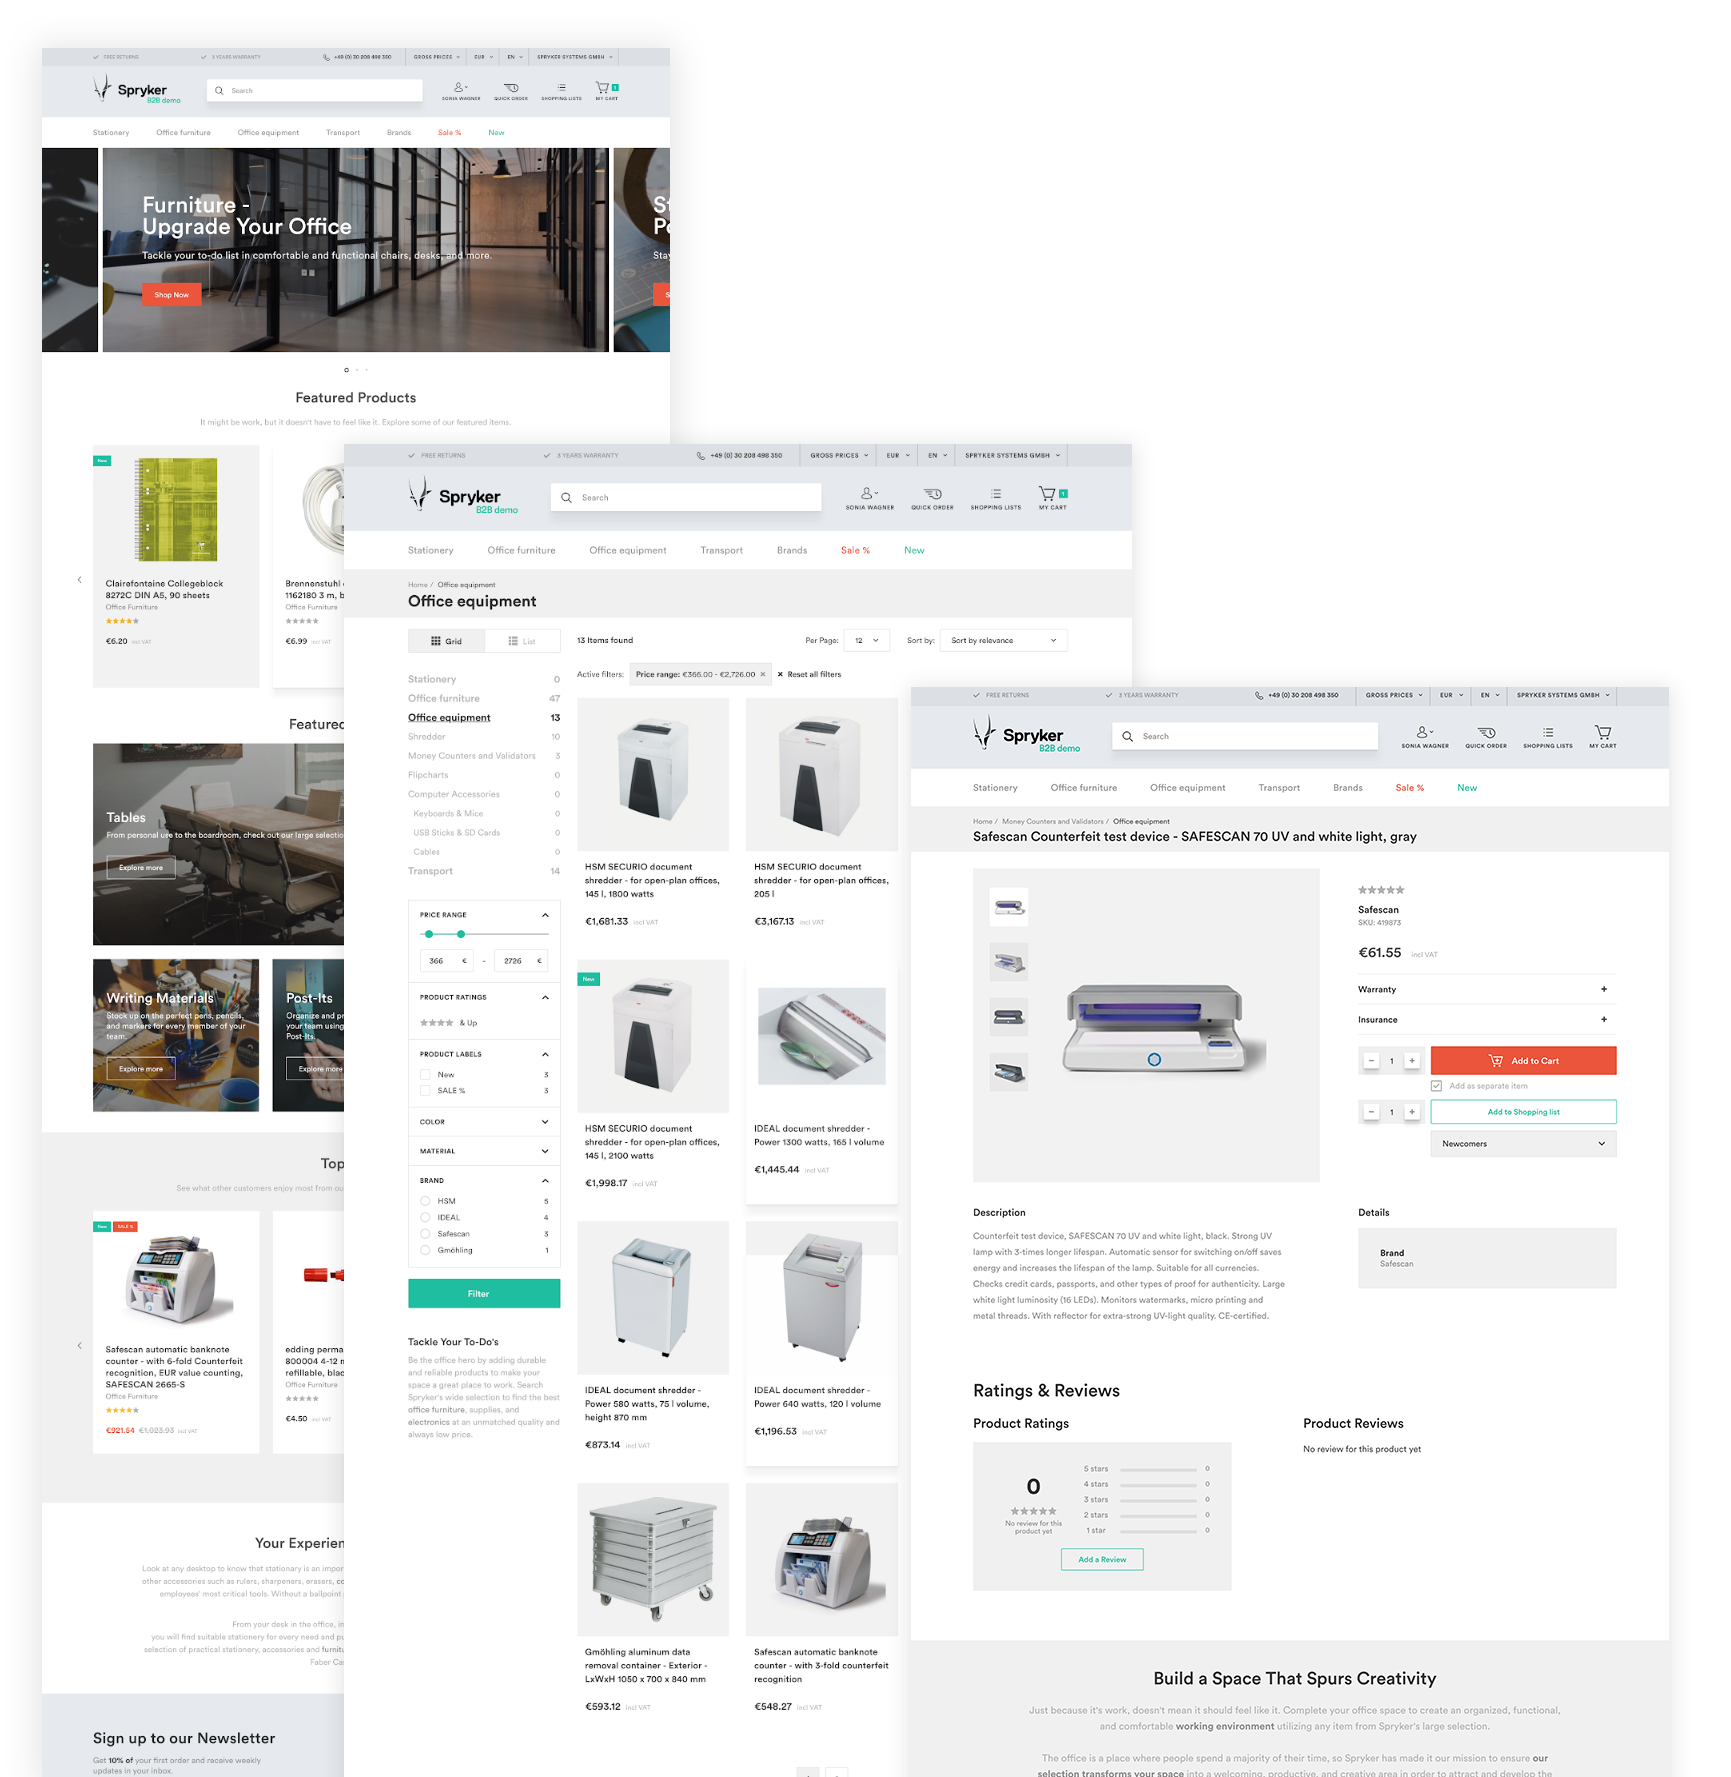 FREE RETURNS
3 YEARS WARRANTY
+49 (0) 30 208 498 350
GROSS PRICES
EUR
EN
SPRYKER SYSTEMS GMBH
Spryker
B2B demo
Search
SONIA WAGNER
QUICK ORDER
SHOPPING LISTS
MY CART
1
Stationery
Office furniture
Office equipment
Transport
Brands
Sale %
New
Furniture -
Upgrade Your Office
Tackle your to-do list in comfortable and functional chairs, desks, and more.
Shop Now
Stay
Featured Products
It might be work, but it doesn't have to feel like it. Explore some of our featured items.
New
Clairefontaine Collegeblock
8272C DIN A5, 90 sheets
Office Furniture
€6.20 incl VAT
Brennenstuhl
1162180 3 m, b
Office Furniture
€6.99 incl VAT
Featured
Tables
From personal use to the boardroom, check out our large selectio
Explore more
Writing Materials
Stock up on the perfect pens, pencils,
and markers for every member of your
team.
Explore more
Post-Its
Organize and pr
your team using
Post-Its.
Explore more
Top
See what other customers enjoy most from ou
New
SALE %
Safescan automatic banknote
counter - with 6-fold Counterfeit
recognition, EUR value counting,
SAFESCAN 2665-S
Office Furniture
€921.54 €1,023.93 incl VAT
edding perma
800004 4-12 m
refillable, blac
Office Furniture
€4.50 incl VAT
Your Experien
Look at any desktop to know that stationary is an impor
other accessories such as rulers, sharpeners, erasers, co
employees' most critical tools. Without a ballpoint
From your desk in the office, in
you will find suitable stationery for every need and pu
selection of practical stationery, accessories and furnitu
Faber Ca
Sign up to our Newsletter
Get 10% of your first order and receive weekly
updates in your inbox.
FREE RETURNS
3 YEARS WARRANTY
+49 (0) 30 208 498 350
GROSS PRICES
EUR
EN
SPRYKER SYSTEMS GMBH
Spryker
B2B demo
Search
SONIA WAGNER
QUICK ORDER
SHOPPING LISTS
MY CART
1
Stationery
Office furniture
Office equipment
Transport
Brands
Sale %
New
Home / Office equipment
Office equipment
Grid
List
13 Items found
Per Page: 12
Sort by: Sort by relevance
Active filters: Price range: €366.00 - €2,726.00 × × Reset all filters
Stationery 0
Office furniture 47
Office equipment 13
Shredder 10
Money Counters and Validators 3
Flipcharts 0
Computer Accessories 0
Keyboards & Mice 0
USB Sticks & SD Cards 0
Cables 0
Transport 14
PRICE RANGE
366 € - 2726 €
PRODUCT RATINGS
& Up
PRODUCT LABELS
New 3
SALE % 3
COLOR
MATERIAL
BRAND
HSM 5
IDEAL 4
Safescan 3
Gmöhling 1
Filter
Tackle Your To-Do's
Be the office hero by adding durable
and reliable products to make your
space a great place to work. Search
Spryker's wide selection to find the best
office furniture, supplies, and
electronics at an unmatched quality and
always low price.
HSM SECURIO document
shredder - for open-plan offices,
145 l, 1800 watts
€1,681.33 incl VAT
HSM SECURIO document
shredder - for open-plan offices,
205 l
€3,167.13 incl VAT
New
HSM SECURIO document
shredder - for open-plan offices,
145 l, 2100 watts
€1,998.17 incl VAT
IDEAL document shredder -
Power 1300 watts, 165 l volume
€1,445.44 incl VAT
IDEAL document shredder -
Power 580 watts, 75 l volume,
height 870 mm
€873.14 incl VAT
IDEAL document shredder -
Power 640 watts, 120 l volume
€1,196.53 incl VAT
Gmöhling aluminum data
removal container - Exterior -
LxWxH 1050 x 700 x 840 mm
€593.12 incl VAT
Safescan automatic banknote
counter - with 3-fold counterfeit
recognition
€548.27 incl VAT
FREE RETURNS
3 YEARS WARRANTY
+49 (0) 30 208 498 350
GROSS PRICES
EUR
EN
SPRYKER SYSTEMS GMBH
Spryker
B2B demo
Search
SONIA WAGNER
QUICK ORDER
SHOPPING LISTS
MY CART
Stationery
Office furniture
Office equipment
Transport
Brands
Sale %
New
Home / Money Counters and Validators / Office equipment
Safescan Counterfeit test device - SAFESCAN 70 UV and white light, gray
Safescan
SKU: 419873
€61.55 incl VAT
Warranty +
Insurance +
− 1 +
Add to Cart
Add as separate item
− 1 +
Add to Shopping list
Newcomers
Description
Counterfeit test device, SAFESCAN 70 UV and white light, black. Strong UV
lamp with 3-times longer lifespan. Automatic sensor for switching on/off saves
energy and increases the lifespan of the lamp. Suitable for all currencies.
Checks credit cards, passports, and other types of proof for authenticity. Large
white light luminosity (16 LEDs). Monitors watermarks, micro printing and
metal threads. With reflector for extra-strong UV-light quality. CE-certified.
Details
Brand
Safescan
Ratings & Reviews
Product Ratings
0
No review for this
product yet
5 stars 0
4 stars 0
3 stars 0
2 stars 0
1 star 0
Add a Review
Product Reviews
No review for this product yet
Build a Space That Spurs Creativity
Just because it's work, doesn't mean it should feel like it. Complete your office space to create an organized, functional,
and comfortable working environment utilizing any item from Spryker's large selection.
The office is a place where people spend a majority of their time, so Spryker has made it our mission to ensure our
selection transforms your space into a welcoming, productive, and creative area in order to attract and develop the